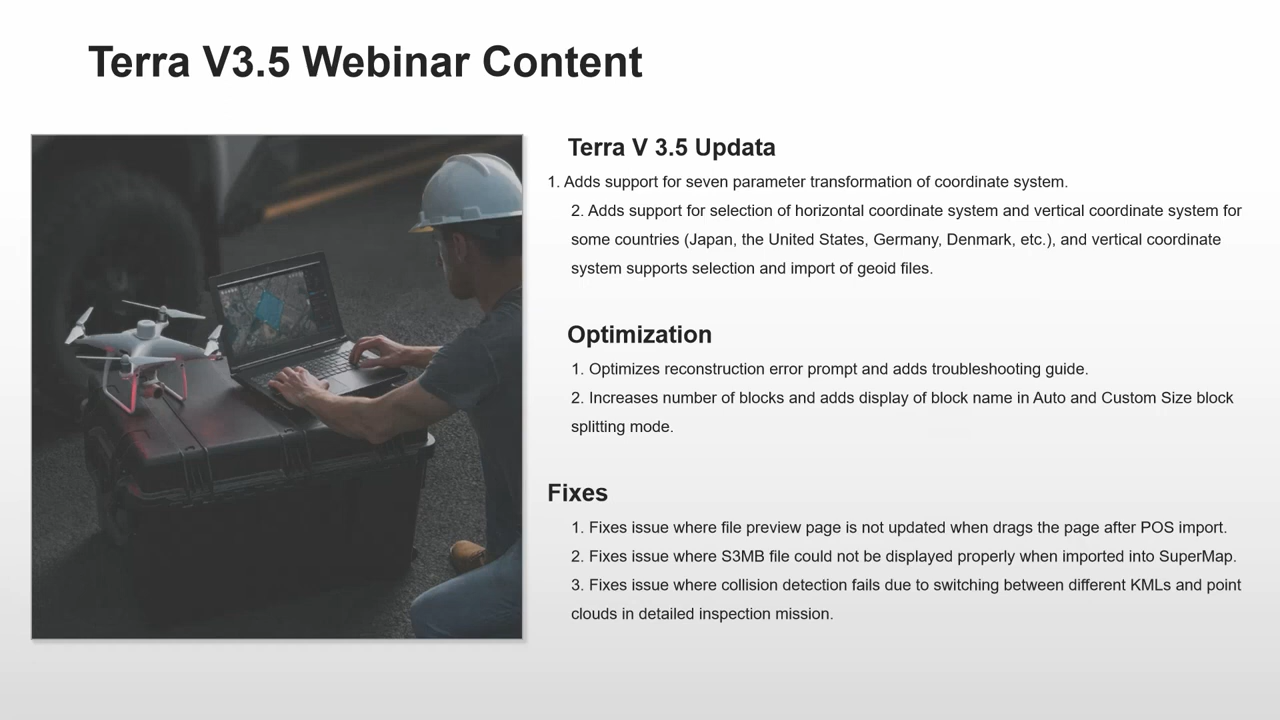 Terra V3.5 Webinar Content
Terra V 3.5 Updata
1. Adds support for seven parameter transformation of coordinate system.
2. Adds support for selection of horizontal coordinate system and vertical coordinate system for
some countries (Japan, the United States, Germany, Denmark, etc.), and vertical coordinate
system supports selection and import of geoid files.
Optimization
1. Optimizes reconstruction error prompt and adds troubleshooting guide.
2. Increases number of blocks and adds display of block name in Auto and Custom Size block
splitting mode.
Fixes
1. Fixes issue where file preview page is not updated when drags the page after POS import.
2. Fixes issue where S3MB file could not be displayed properly when imported into SuperMap.
3. Fixes issue where collision detection fails due to switching between different KMLs and point
clouds in detailed inspection mission.